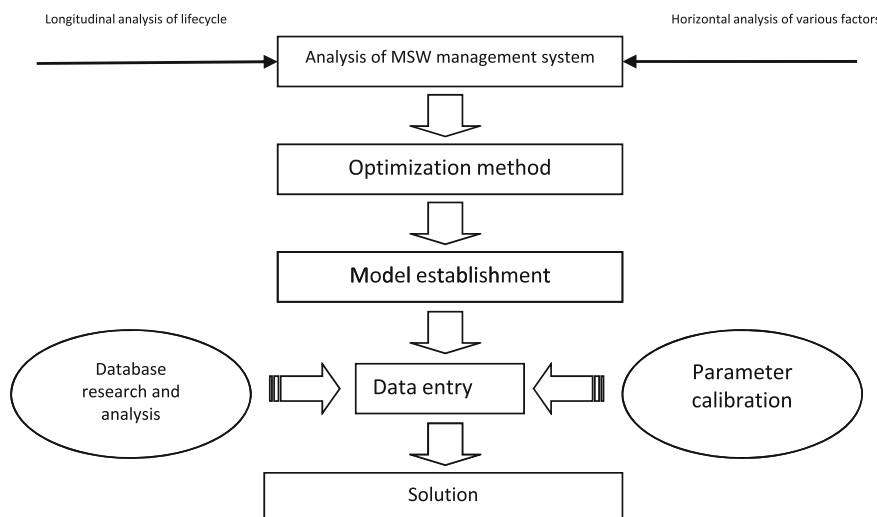 Longitudinal analysis of lifecycle
Horizontal analysis of various factors
Analysis of MSW management system
Optimization method
Model establishment
Database
research and
analysis
Data entry
Parameter
calibration
Solution